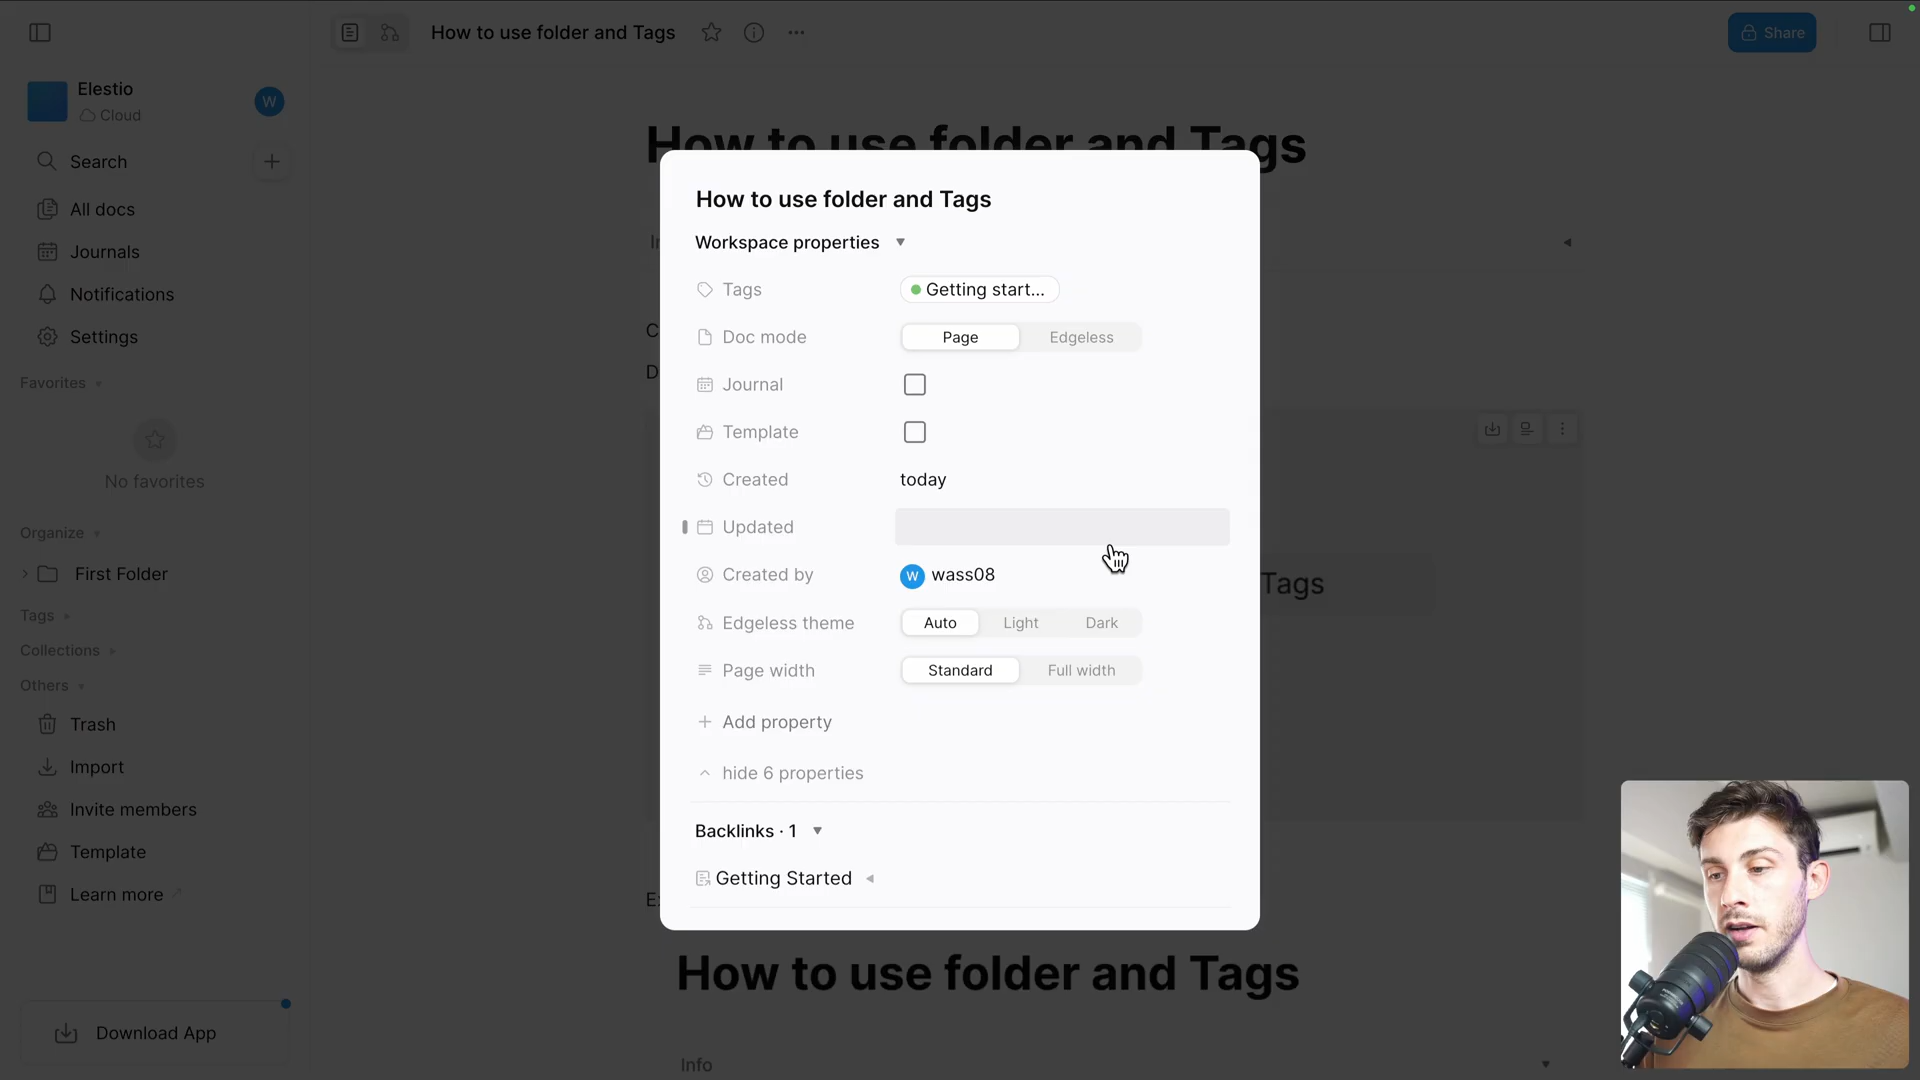 How to use folder and Tags
Share
Elestio
Cloud
W
Search
All docs
Journals
Notifications
Settings
Favorites
No favorites
Organize
First Folder
Tags
Collections
Others
Trash
Import
Invite members
Template
Learn more
Download App
How to use folder and Tags
How to use folder and Tags
Workspace properties
Tags
Getting start...
Doc mode
Page
Edgeless
Journal
Template
Created
today
Updated
Created by
W wass08
Edgeless theme
Auto
Light
Dark
Page width
Standard
Full width
Add property
hide 6 properties
Backlinks · 1
Getting Started
Tags
How to use folder and Tags
Info